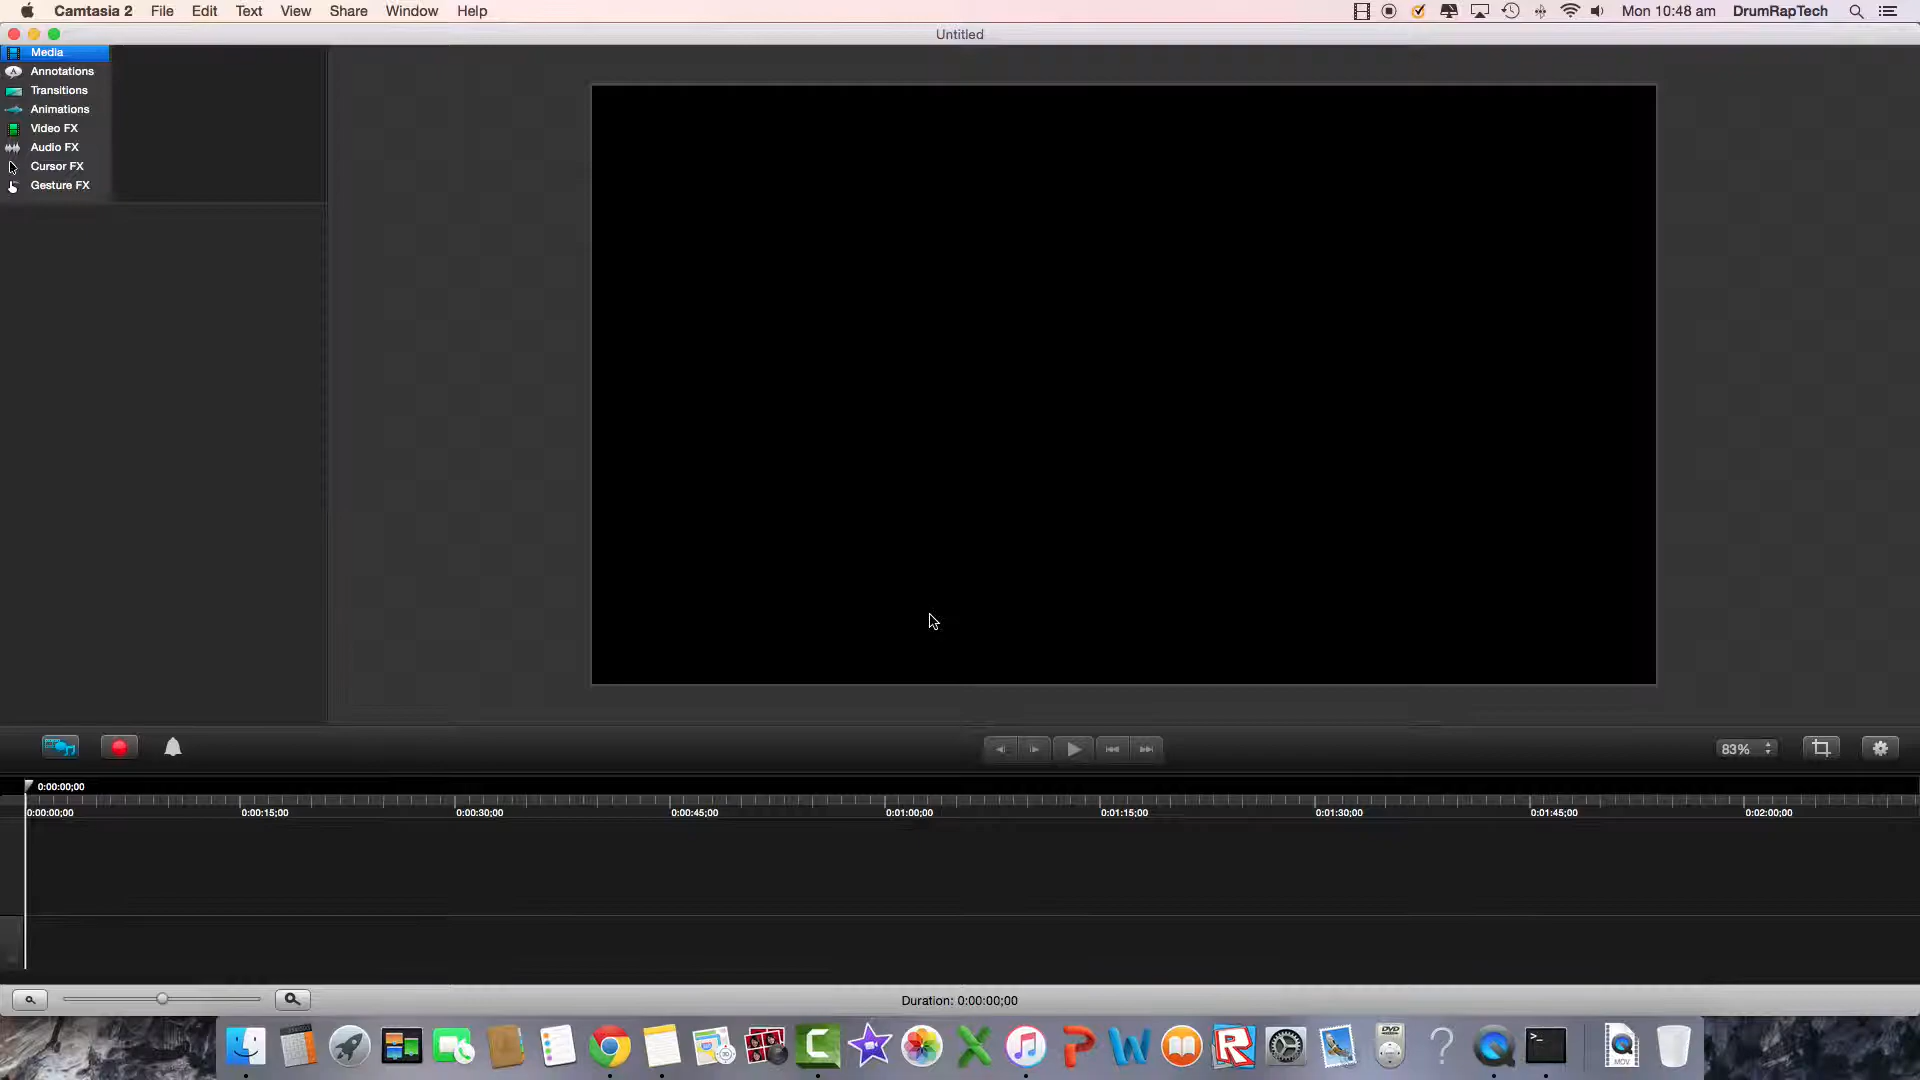 Camtasia 2 File Edit Text View Share Window Help Mon 10:48 am DrumRapTech
Untitled
Media
Annotations
Transitions
Animations
Video FX
Audio FX
Cursor FX
Gesture FX
83%
0:00:00;00
0:00:00;00 0:00:15;00 0:00:30;00 0:00:45;00 0:01:00;00 0:01:15;00 0:01:30;00 0:01:45;00 0:02:00;00
Duration: 0:00:00;00